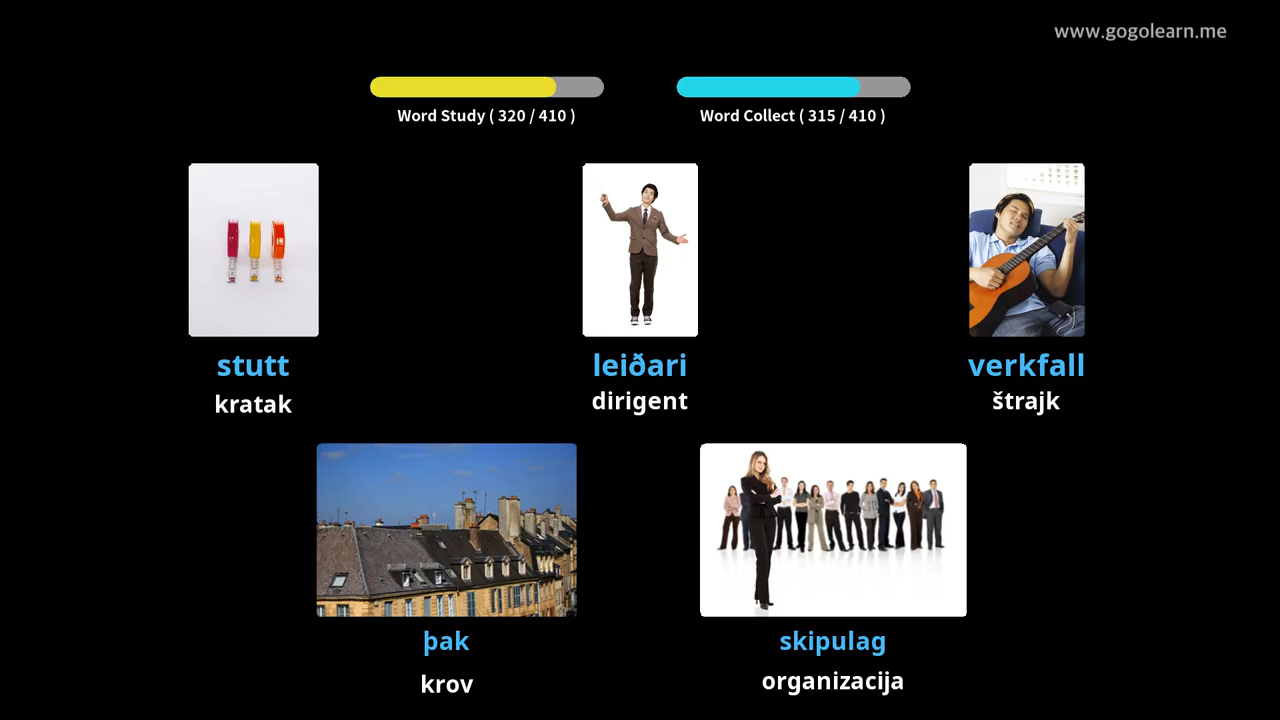 www.gogolearn.me
Word Study ( 320 / 410 )
Word Collect ( 315 / 410 )
stutt
kratak
leiðari
dirigent
verkfall
štrajk
þak
krov
skipulag
organizacija